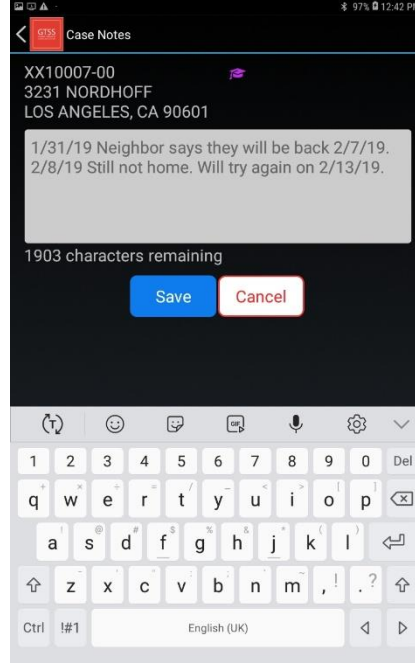 97% 12:42 PM
GTSS Case Notes
XX10007-00
3231 NORDHOFF
LOS ANGELES, CA 90601
1/31/19 Neighbor says they will be back 2/7/19.
2/8/19 Still not home. Will try again on 2/13/19.
1903 characters remaining
Save Cancel
T GIF
1 2 3 4 5 6 7 8 9 0 Del
q w e r t y u i o p
a s d f g h j k l
z x c v b n m , ! . ?
Ctrl !#1 English (UK)